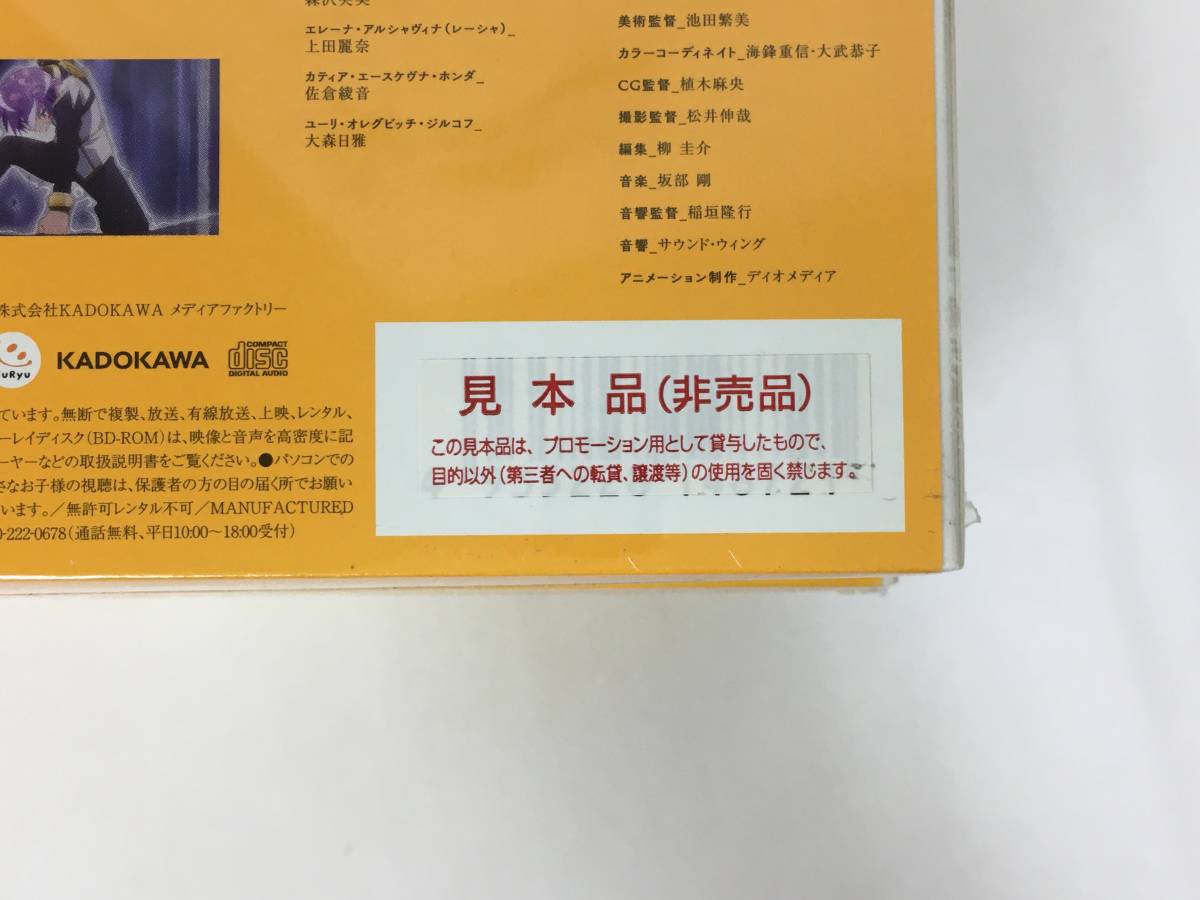 エレーナ・アルシャヴィナ(レーシャ)_
上田麗奈
カティア・エースケヴナ・ホンダ_
佐倉綾音
ユーリ・オレグビッチ・ジルコフ_
大森日雅
美術監督_池田繁美
カラーコーディネイト_海鋒重信・大武恭子
CG監督_植木麻央
撮影監督_松井伸哉
編集_柳 圭介
音楽_坂部 剛
音響監督_稲垣隆行
音響_サウンド・ウィング
アニメーション制作_ディオメディア
株式会社KADOKAWA メディアファクトリー
uRyu
KADOKAWA
COMPACT
disc
DIGITAL AUDIO
ています。無断で複製、放送、有線放送、上映、レンタル、
ーレイディスク(BD-ROM)は、映像と音声を高密度に記
ーヤーなどの取扱説明書をご覧ください。●パソコンでの
さなお子様の視聴は、保護者の方の目の届く所でお願い
います。／無許可レンタル不可／MANUFACTURED
0-222-0678(通話無料、平日10:00〜18:00受付)
見本品(非売品)
この見本品は、プロモーション用として貸与したもので、
目的以外(第三者への転貸、譲渡等)の使用を固く禁じます。